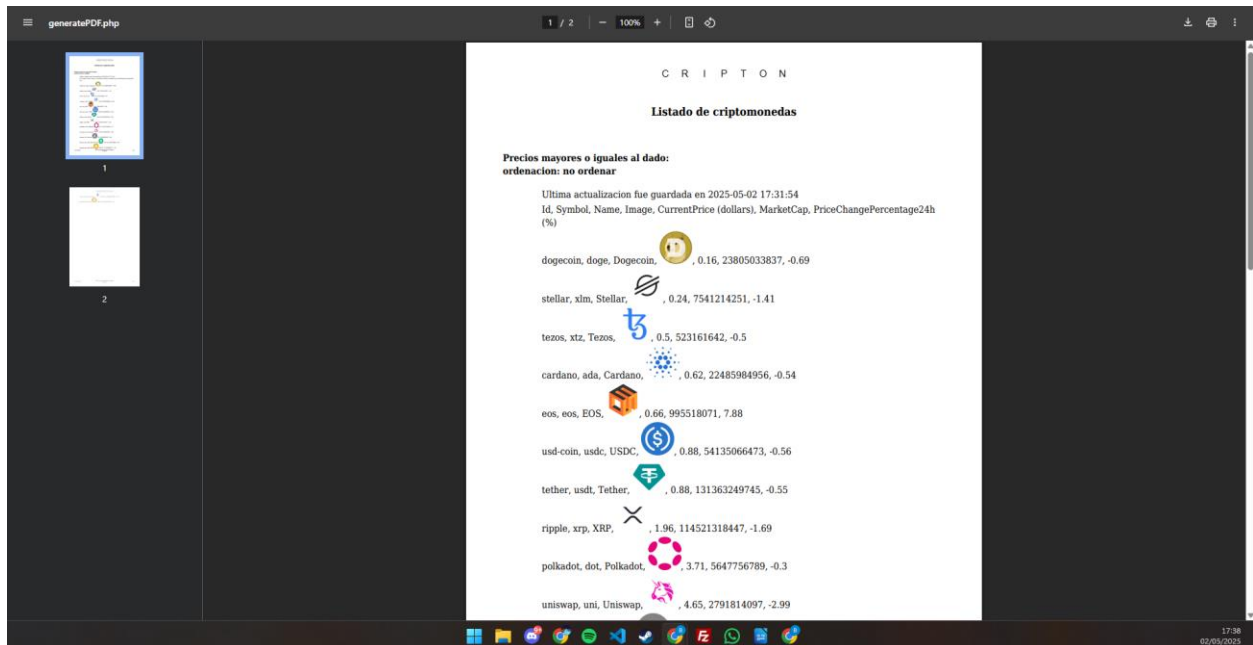 generatePDF.php
1 / 2
100%
1
2
C R I P T O N
Listado de criptomonedas
Precios mayores o iguales al dado:
ordenacion: no ordenar
Ultima actualizacion fue guardada en 2025-05-02 17:31:54
Id, Symbol, Name, Image, CurrentPrice (dollars), MarketCap, PriceChangePercentage24h
(%)
dogecoin, doge, Dogecoin, , 0.16, 23805033837, -0.69
stellar, xlm, Stellar, , 0.24, 7541214251, -1.41
tezos, xtz, Tezos, , 0.5, 523161642, -0.5
cardano, ada, Cardano, , 0.62, 22485984956, -0.54
eos, eos, EOS, , 0.66, 995518071, 7.88
usd-coin, usdc, USDC, , 0.88, 54135066473, -0.56
tether, usdt, Tether, , 0.88, 131363249745, -0.55
ripple, xrp, XRP, , 1.96, 114521318447, -1.69
polkadot, dot, Polkadot, , 3.71, 5647756789, -0.3
uniswap, uni, Uniswap, , 4.65, 2791814097, -2.99
17:38
02/05/2025